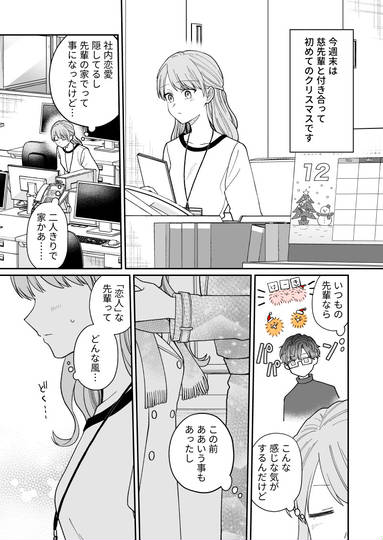 今週末は
慈先輩と付き合って
初めてのクリスマスです
12
社内恋愛
隠してるし
先輩の家でって
事になったけど…
二人きりで
家かあ……
いつもの
先輩なら
パァン
こんな
感じな気が
するんだけど
この前
ああいう事も
あったし
「恋人」な
先輩って
どんな風…
ドく…